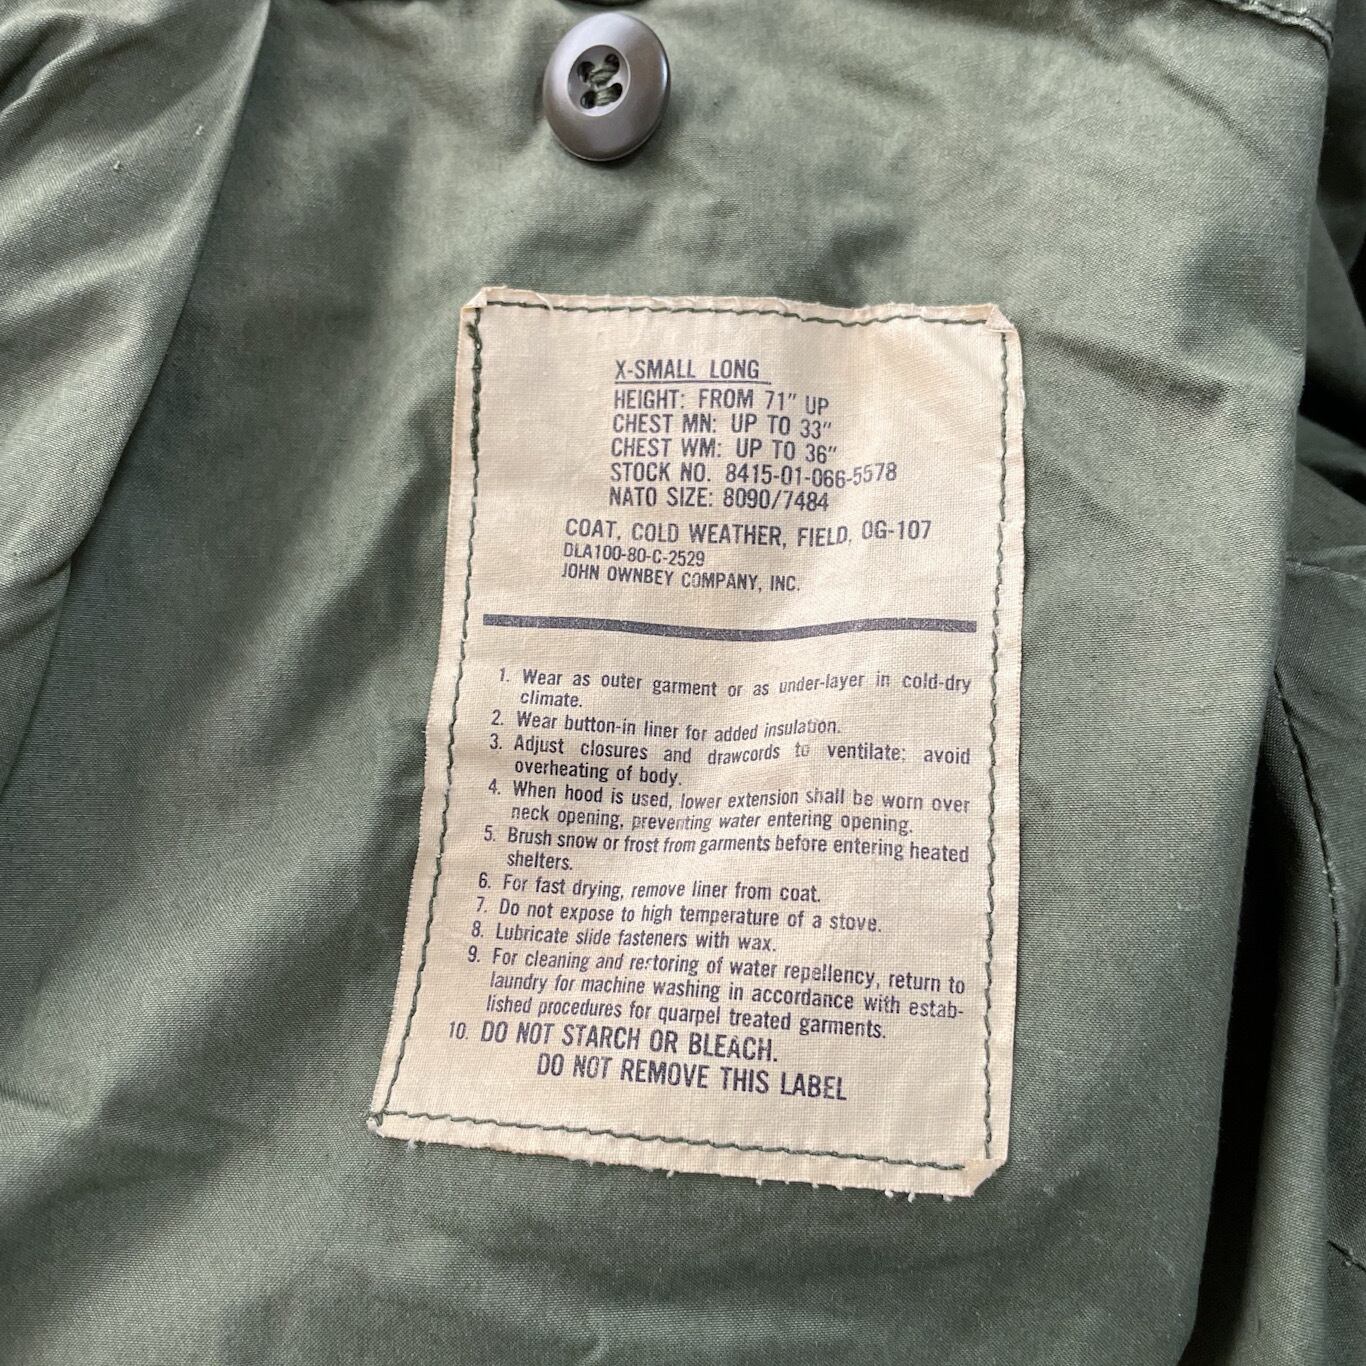 X-SMALL LONG
HEIGHT: FROM 71" UP
CHEST MN: UP TO 33"
CHEST WM: UP TO 36"
STOCK NO. 8415-01-066-5578
NATO SIZE: 8090/7484
COAT, COLD WEATHER, FIELD, OG-107
DLA100-80-C-2529
JOHN OWNBEY COMPANY, INC.
1. Wear as outer garment or as under-layer in cold-dry
climate.
2. Wear button-in liner for added insulation.
3. Adjust closures and drawcords to ventilate; avoid
overheating of body.
4. When hood is used, lower extension shall be worn over
neck opening, preventing water entering opening.
5. Brush snow or frost from garments before entering heated
shelters.
6. For fast drying, remove liner from coat.
7. Do not expose to high temperature of a stove.
8. Lubricate slide fasteners with wax.
9. For cleaning and restoring of water repellency, return to
laundry for machine washing in accordance with estab-
lished procedures for quarpel treated garments.
10. DO NOT STARCH OR BLEACH.
DO NOT REMOVE THIS LABEL